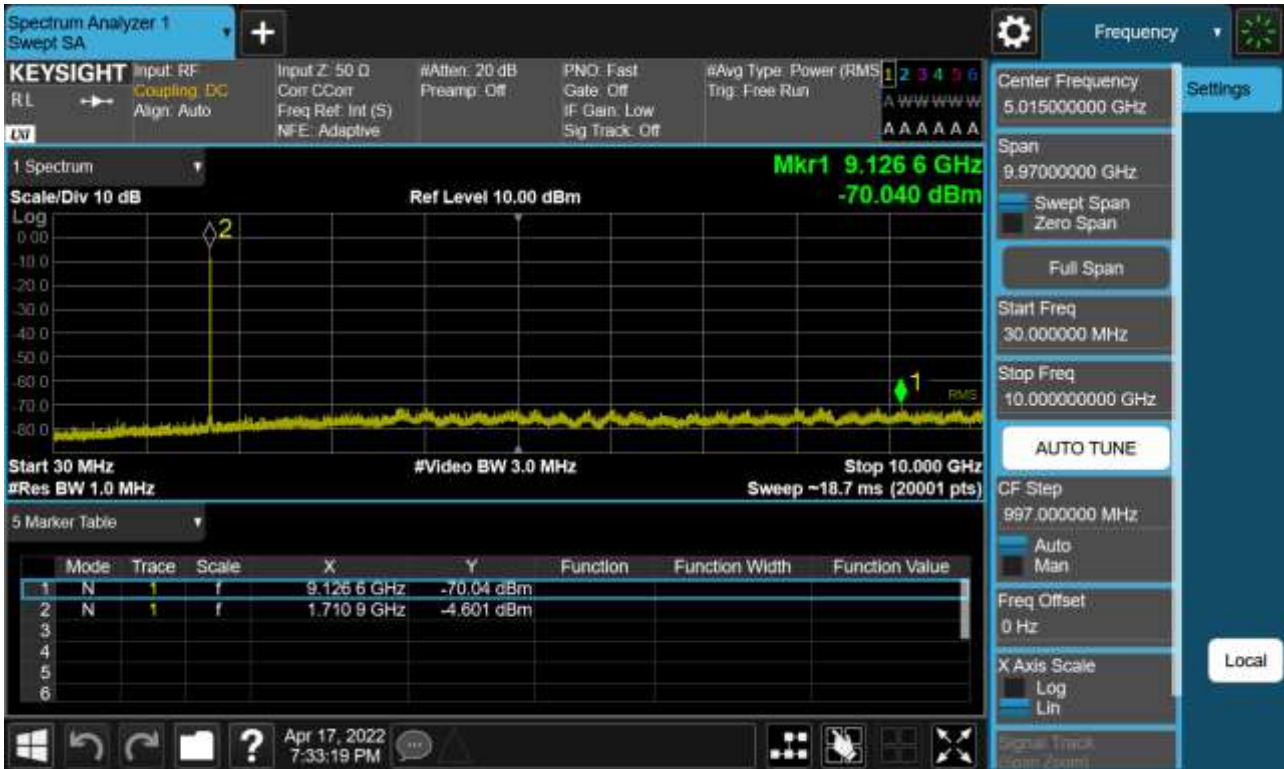 Spectrum Analyzer 1
Swept SA
+
Frequency
KEYSIGHT
RL
Input: RF
Coupling: DC
Align: Auto
Input Z: 50 Ω
Corr CCorr
Freq Ref: Int (S)
NFE: Adaptive
#Atten: 20 dB
Preamp: Off
PNO: Fast
Gate: Off
IF Gain: Low
Sig Track: Off
#Avg Type: Power (RMS
Trig: Free Run
1 2 3 4 5 6
A W W W W W
A A A A A A
1 Spectrum
Scale/Div 10 dB
Ref Level 10.00 dBm
Mkr1 9.126 6 GHz
-70.040 dBm
Log
0.00
-10.0
-20.0
-30.0
-40.0
-50.0
-60.0
-70.0
-80.0
2
1
RMS
Start 30 MHz
#Video BW 3.0 MHz
Stop 10.000 GHz
#Res BW 1.0 MHz
Sweep ~18.7 ms (20001 pts)
5 Marker Table
Mode Trace Scale X Y Function Function Width Function Value
1 N 1 f 9.126 6 GHz -70.04 dBm
2 N 1 f 1.710 9 GHz -4.601 dBm
3
4
5
6
?
Apr 17, 2022
7:33:19 PM
Center Frequency
5.015000000 GHz
Settings
Span
9.97000000 GHz
Swept Span
Zero Span
Full Span
Start Freq
30.000000 MHz
Stop Freq
10.000000000 GHz
AUTO TUNE
CF Step
997.000000 MHz
Auto
Man
Freq Offset
0 Hz
X Axis Scale
Log
Lin
Local
Signal Track
(Span Zoom)